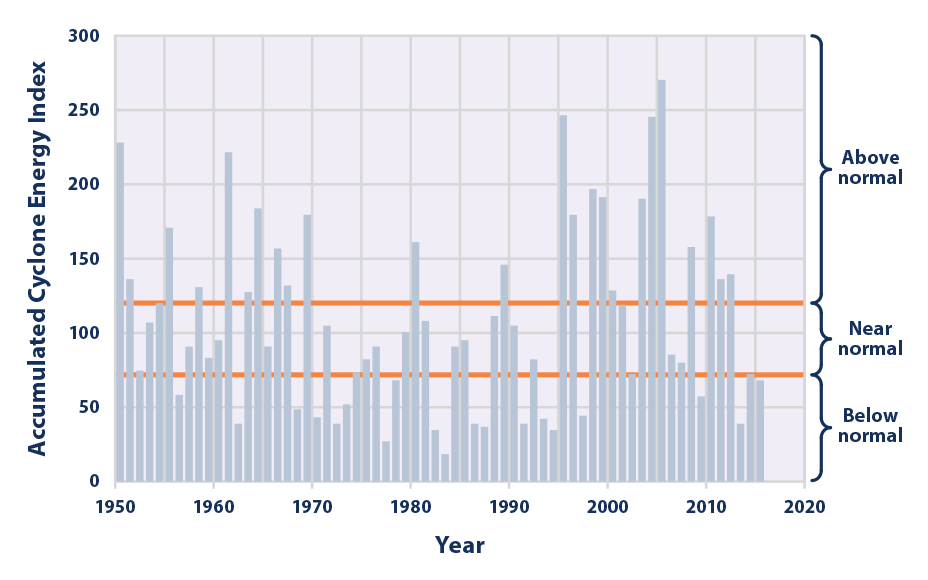 Accumulated Cyclone Energy Index
300
250
200
150
100
50
0
1950 1960 1970 1980 1990 2000 2010 2020
Year
Above
normal
Near
normal
Below
normal